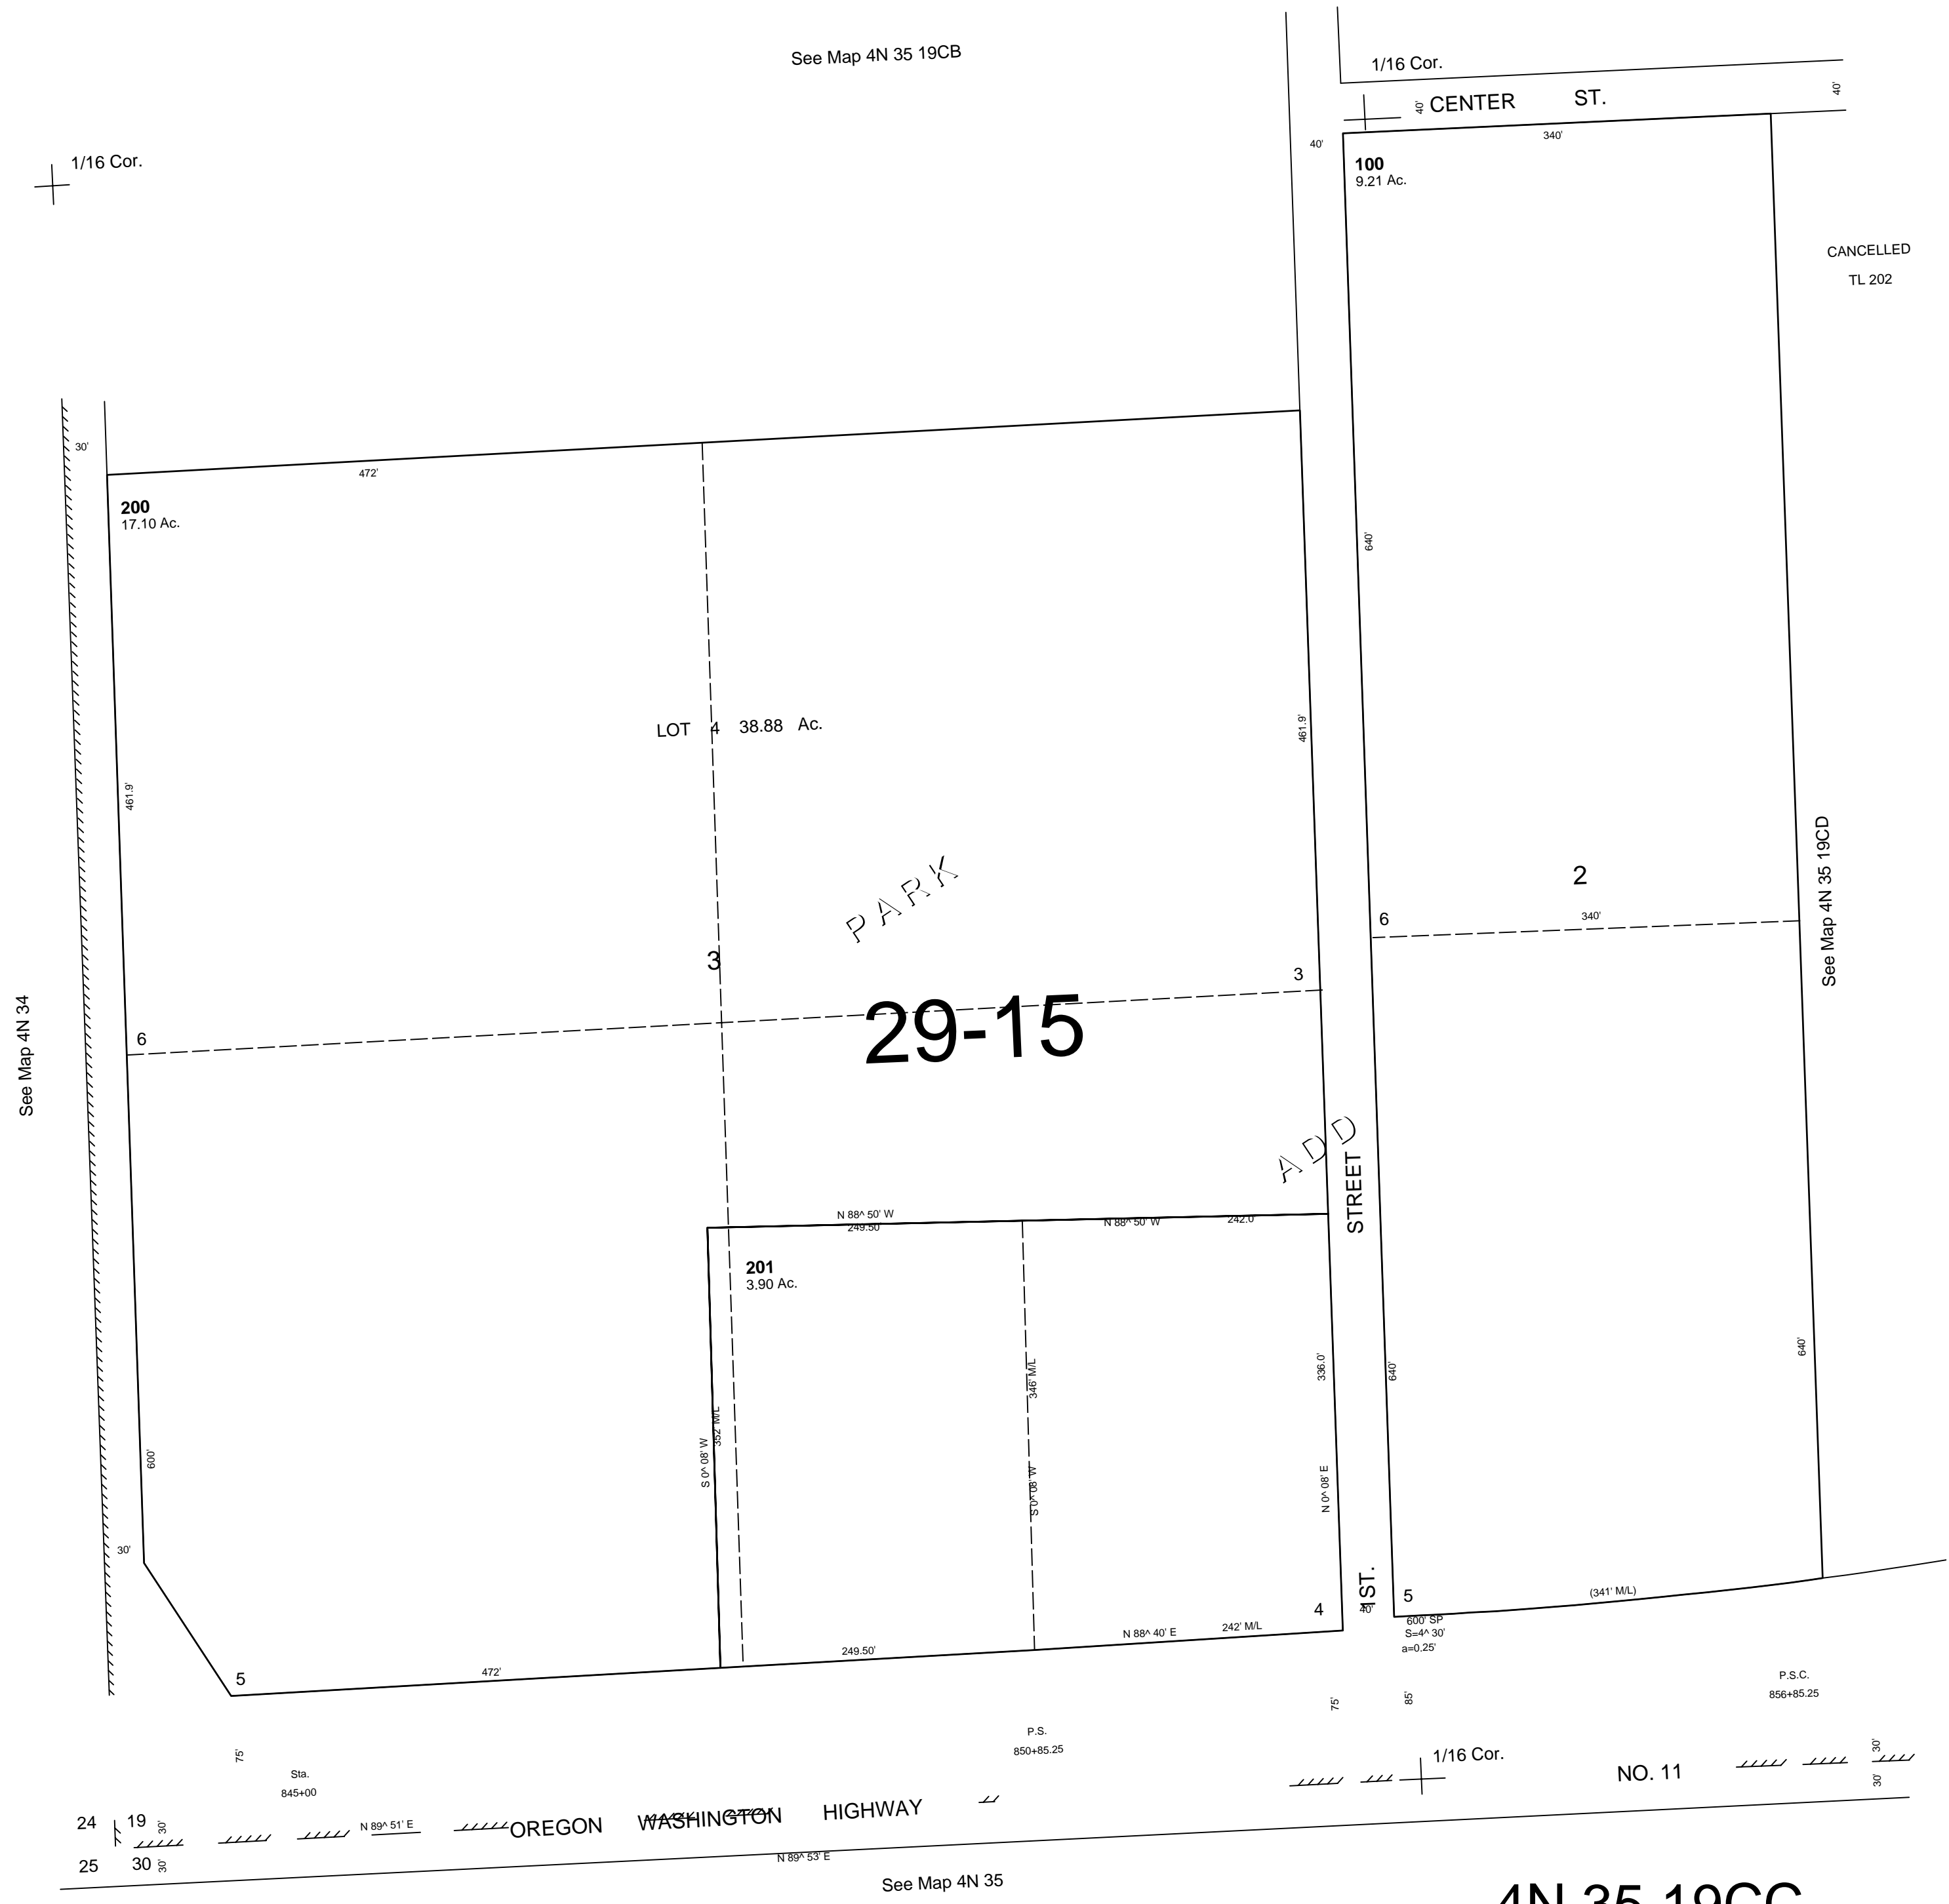 See Map 4N 35 19CB
1/16 Cor.
40'
CENTER ST.
40'
340'
40'
1/16 Cor.
100
9.21 Ac.
CANCELLED
TL 202
30'
472'
200
17.10 Ac.
640'
LOT 4 38.88 Ac.
461.9'
461.9'
See Map 4N 35 19CD
PARK
2
6
340'
3
3
29-15
See Map 4N 34
6
ADD
STREET
N 88^ 50' W
249.50'
N 88^ 50' W
242.0'
201
3.90 Ac.
640'
336.0'
640'
346' M/L
352' M/L
S 0^ 08' W
S 0^ 08' W
N 0^ 08' E
600'
30'
1ST.
40'
5
(341' M/L)
4
600' SP
S=4^ 30'
a=0.25'
N 88^ 40' E
242' M/L
249.50'
472'
5
P.S.C.
856+85.25
75'
85'
P.S.
850+85.25
75'
Sta.
845+00
1/16 Cor.
NO. 11
30'
30'
24 19
30'
N 89^ 51' E
OREGON WASHINGTON HIGHWAY
25 30
30'
N 89^ 53' E
See Map 4N 35
4N 35 19CC